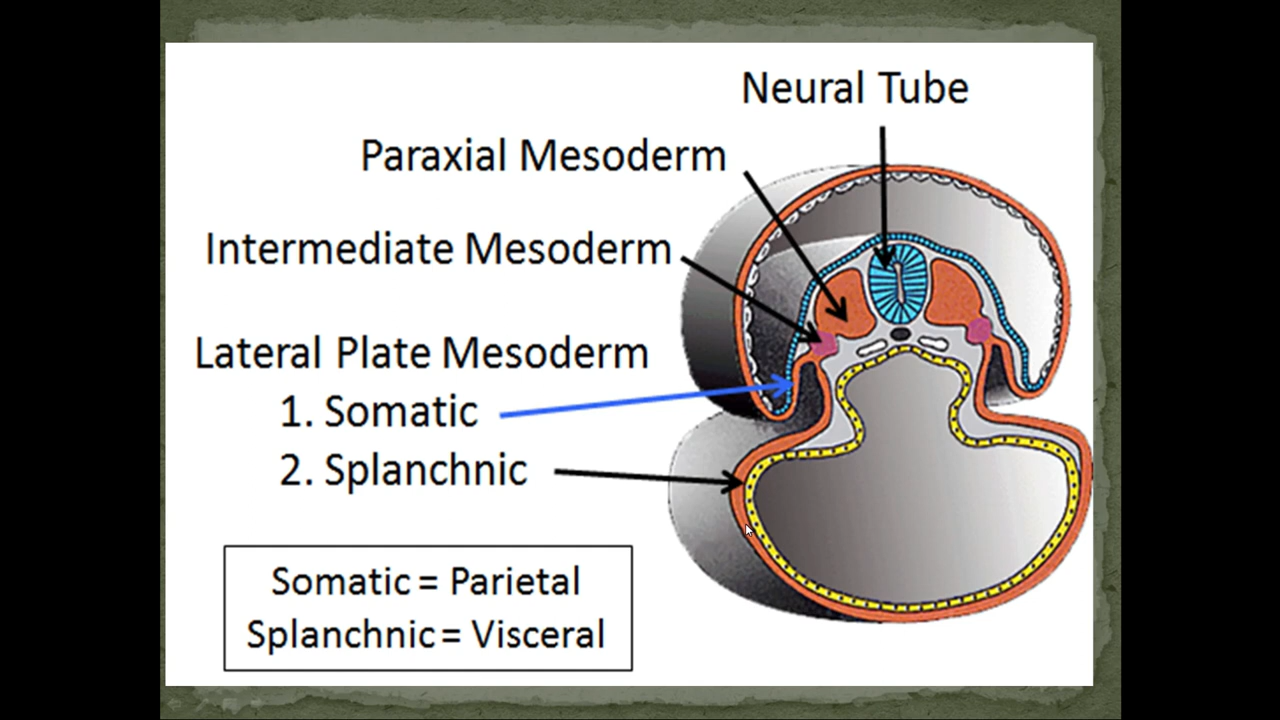 Neural Tube
Paraxial Mesoderm
Intermediate Mesoderm
Lateral Plate Mesoderm
1. Somatic
2. Splanchnic
Somatic = Parietal
Splanchnic = Visceral